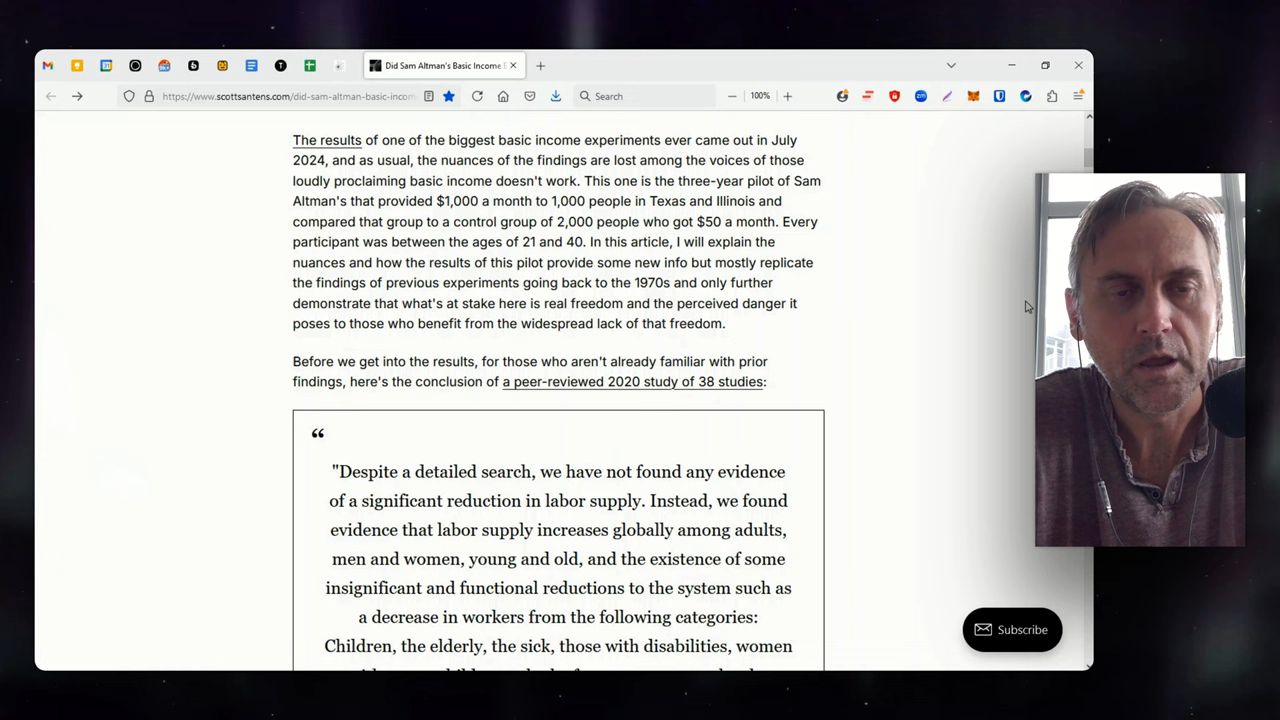 Did Sam Altman's Basic Income E
https://www.scottsantens.com/did-sam-altman-basic-incom
Search
100%
The results of one of the biggest basic income experiments ever came out in July
2024, and as usual, the nuances of the findings are lost among the voices of those
loudly proclaiming basic income doesn't work. This one is the three-year pilot of Sam
Altman's that provided $1,000 a month to 1,000 people in Texas and Illinois and
compared that group to a control group of 2,000 people who got $50 a month. Every
participant was between the ages of 21 and 40. In this article, I will explain the
nuances and how the results of this pilot provide some new info but mostly replicate
the findings of previous experiments going back to the 1970s and only further
demonstrate that what's at stake here is real freedom and the perceived danger it
poses to those who benefit from the widespread lack of that freedom.
Before we get into the results, for those who aren't already familiar with prior
findings, here's the conclusion of a peer-reviewed 2020 study of 38 studies:
“
"Despite a detailed search, we have not found any evidence
of a significant reduction in labor supply. Instead, we found
evidence that labor supply increases globally among adults,
men and women, young and old, and the existence of some
insignificant and functional reductions to the system such as
a decrease in workers from the following categories:
Children, the elderly, the sick, those with disabilities, women
Subscribe